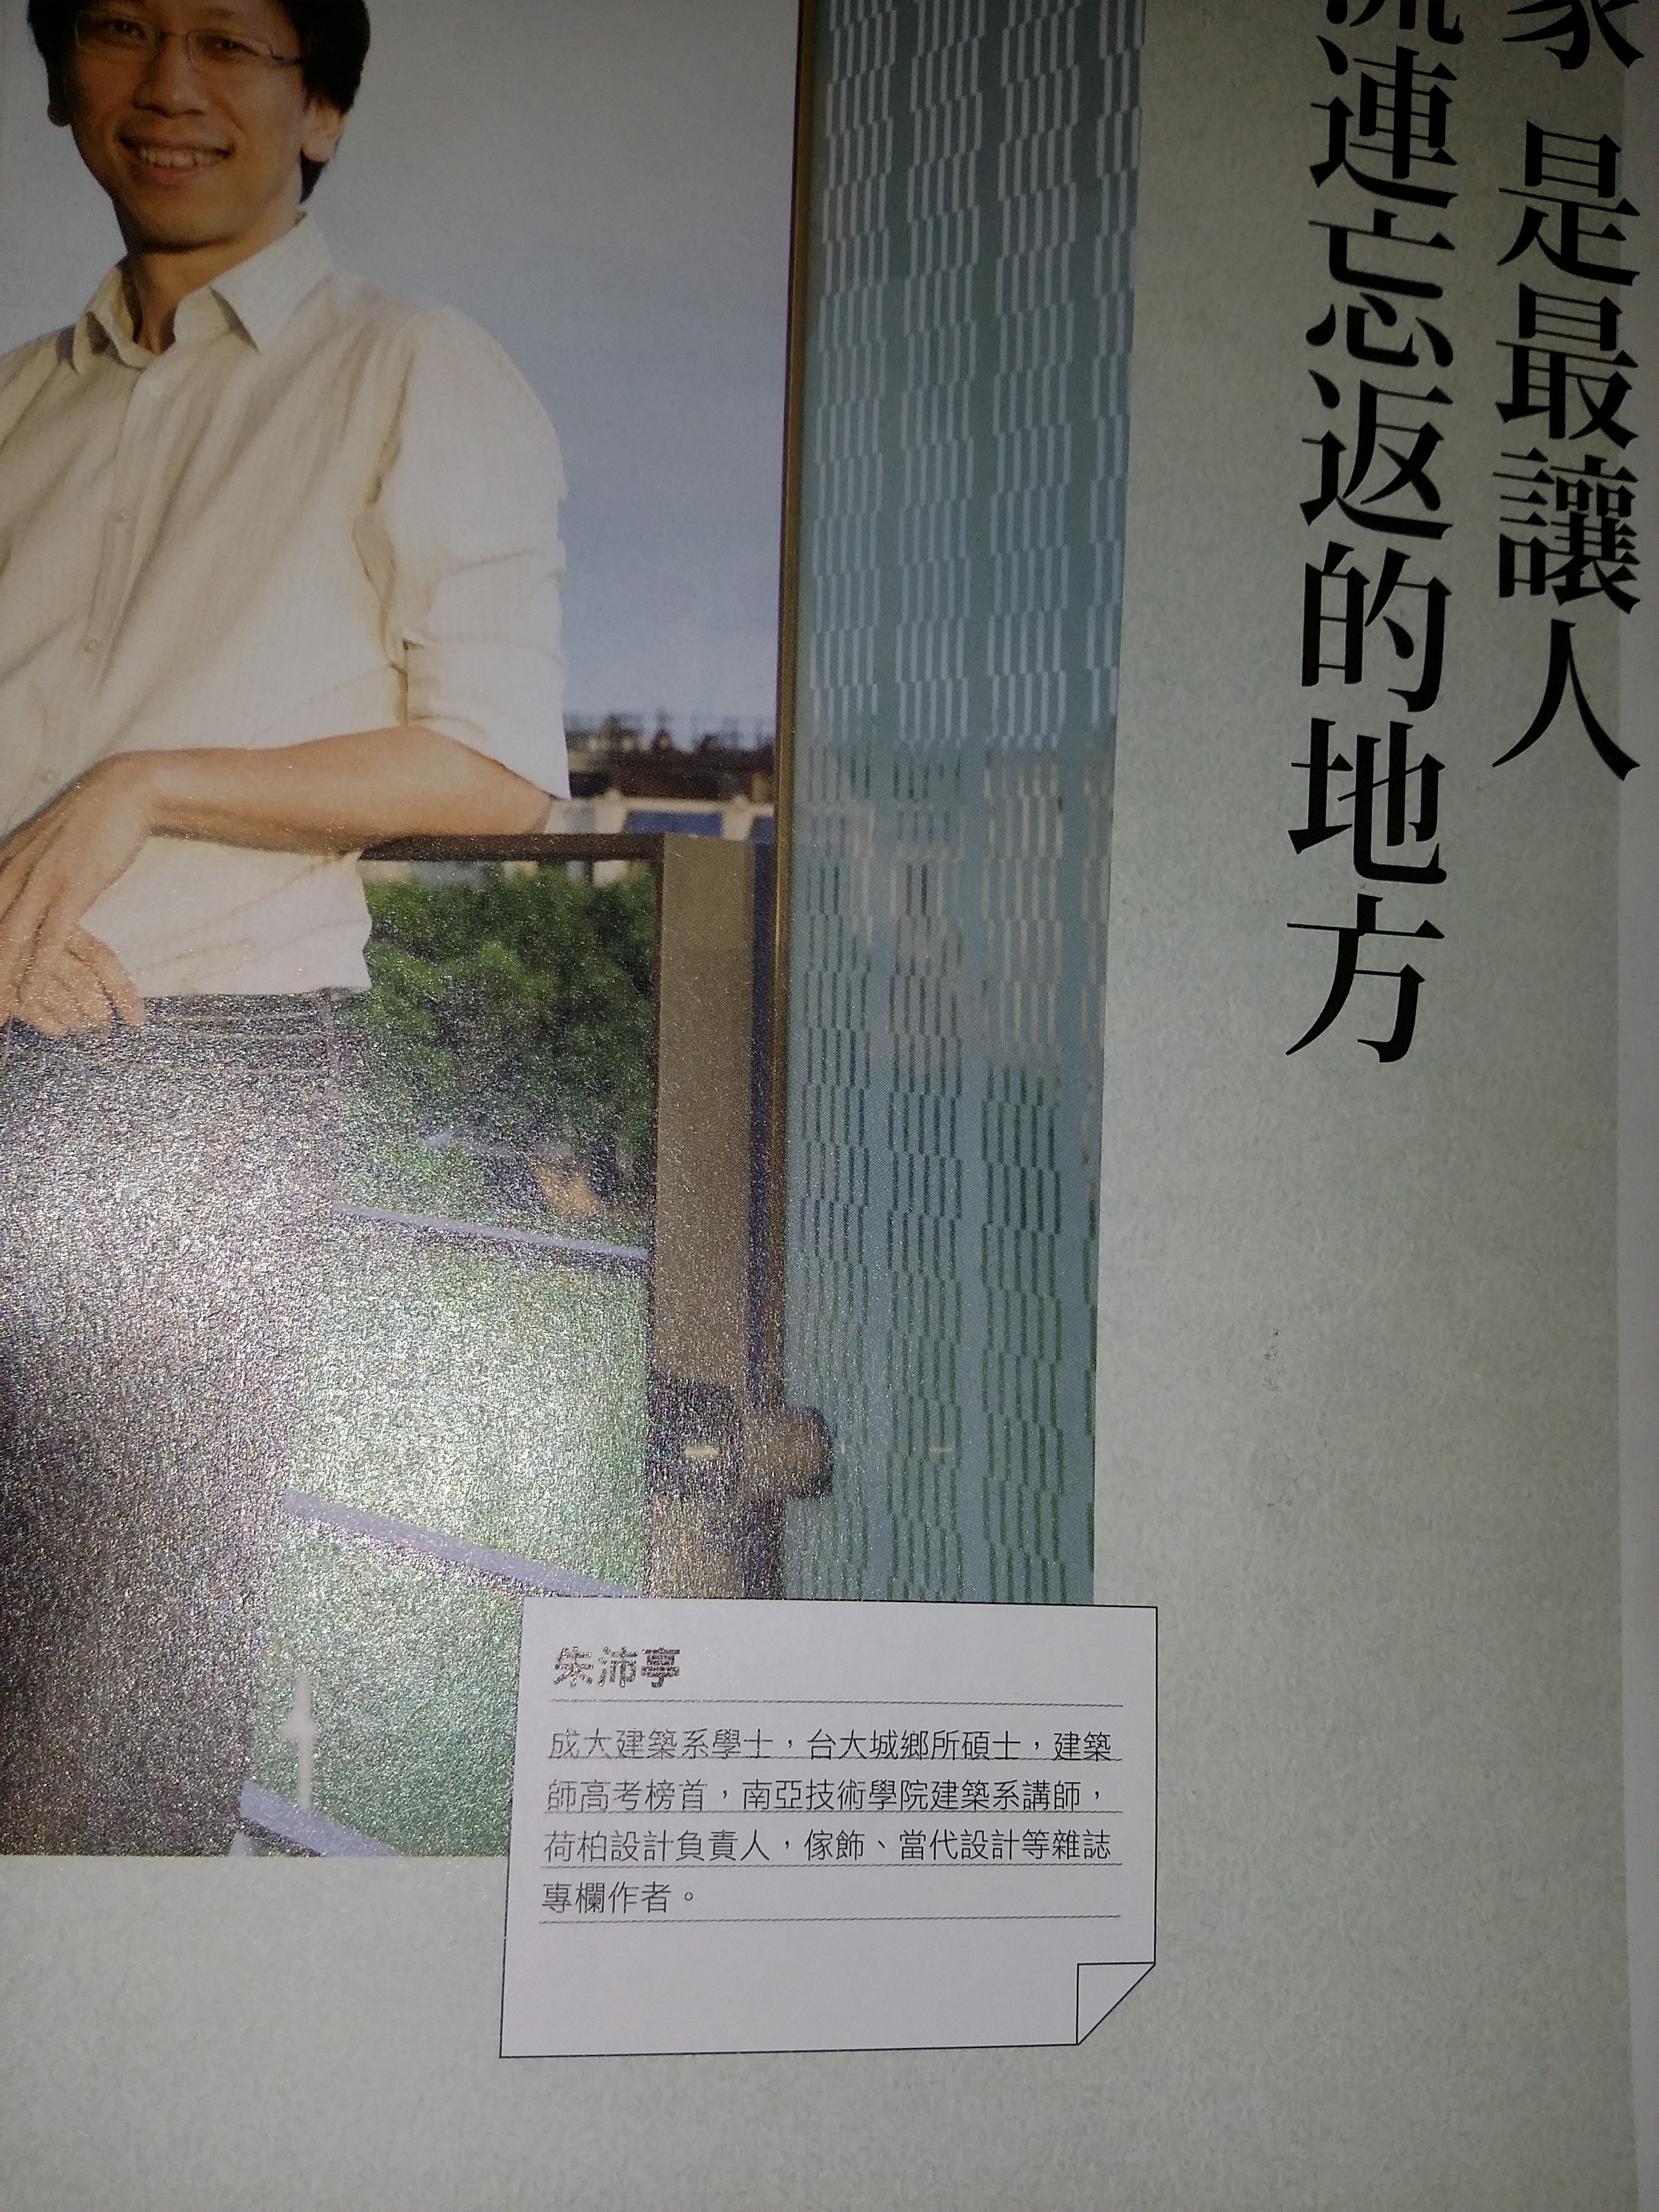 家 是最讓人
流連忘返的地方
朱沛亭
成大建築系學士，台大城鄉所碩士，建築
師高考榜首，南亞技術學院建築系講師，
荷柏設計負責人，傢飾、當代設計等雜誌
專欄作者。